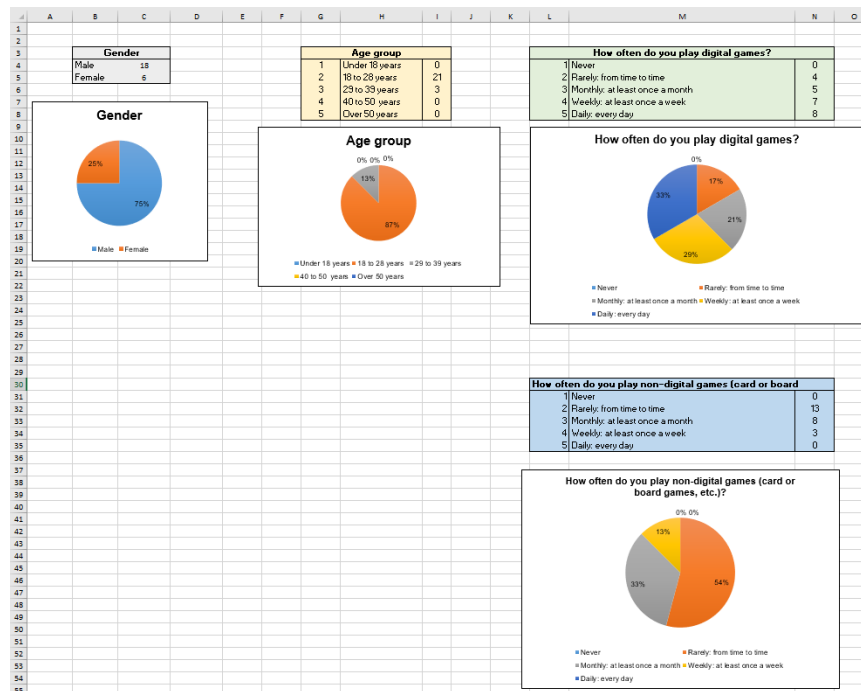 A B C D E F G H I J K L M N O
1
2
3
4
5
6
7
8
9
10
11
12
13
14
15
16
17
18
19
20
21
22
23
24
25
26
27
28
29
30
31
32
33
34
35
36
37
38
39
40
41
42
43
44
45
46
47
48
49
50
51
52
53
54
55
Gender
Male 18
Female 6
Gender
25%
75%
Male Female
Age group
1 Under 18 years 0
2 18 to 28 years 21
3 29 to 39 years 3
4 40 to 50 years 0
5 Over 50 years 0
Age group
0% 0% 0%
13%
87%
Under 18 years 18 to 28 years 29 to 39 years
40 to 50 years Over 50 years
How often do you play digital games?
1 Never 0
2 Rarely: from time to time 4
3 Monthly: at least once a month 5
4 Weekly: at least once a week 7
5 Daily: every day 8
How often do you play digital games?
0%
17%
33%
21%
29%
Never Rarely: from time to time
Monthly: at least once a month Weekly: at least once a week
Daily: every day
How often do you play non-digital games (card or board
1 Never 0
2 Rarely: from time to time 13
3 Monthly: at least once a month 8
4 Weekly: at least once a week 3
5 Daily: every day 0
How often do you play non-digital games (card or
board games, etc.)?
0% 0%
13%
33%
54%
Never Rarely: from time to time
Monthly: at least once a month Weekly: at least once a week
Daily: every day